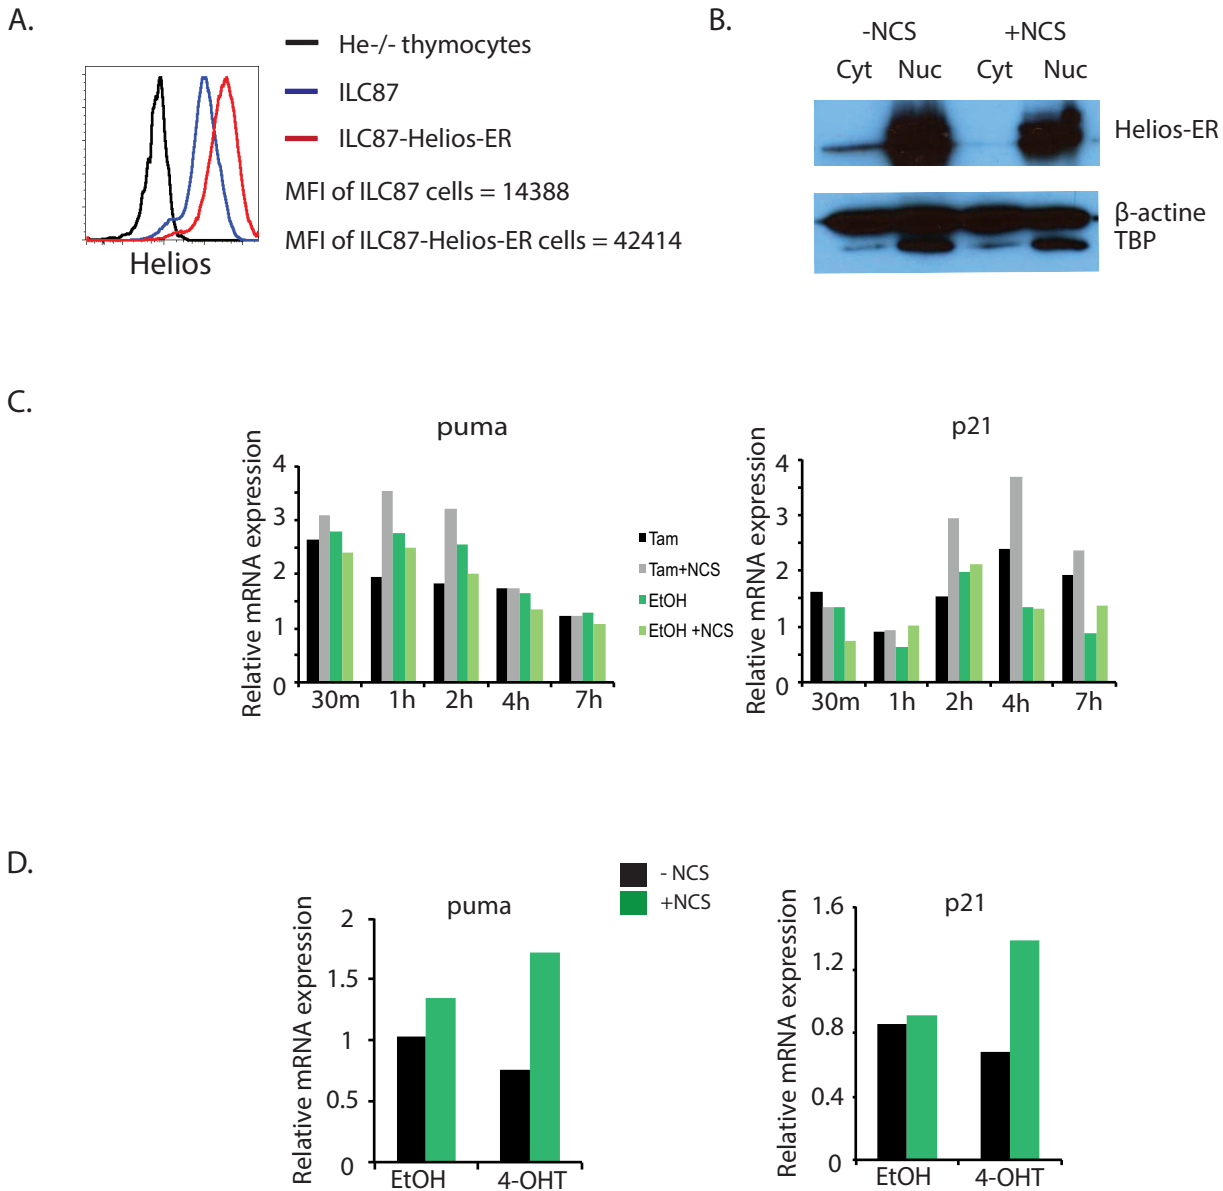 A.
He-/- thymocytes
ILC87
ILC87-Helios-ER
MFI of ILC87 cells = 14388
MFI of ILC87-Helios-ER cells = 42414
Helios
B.
-NCS +NCS
Cyt Nuc Cyt Nuc
Helios-ER
β-actine
TBP
C.
puma
Relative mRNA expression
4
3
2
1
0
30m 1h 2h 4h 7h
Tam
Tam+NCS
EtOH
EtOH +NCS
p21
Relative mRNA expression
4
3
2
1
0
30m 1h 2h 4h 7h
D.
- NCS
+NCS
puma
Relative mRNA expression
2
1.5
1
0.5
0
EtOH 4-OHT
p21
Relative mRNA expression
1.6
1.2
0.8
0.4
0
EtOH 4-OHT